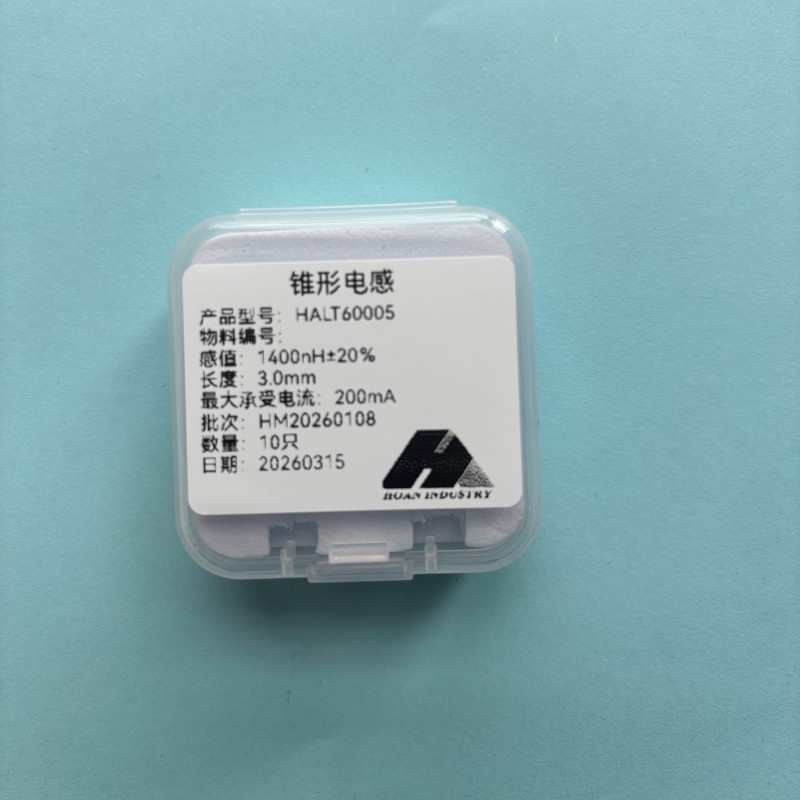 锥形电感
产品型号: HALT60005
物料编号:
感值: 1400nH±20%
长度: 3.0mm
最大承受电流: 200mA
批次: HM20260108
数量: 10只
日期: 20260315
HOAN INDUSTRY